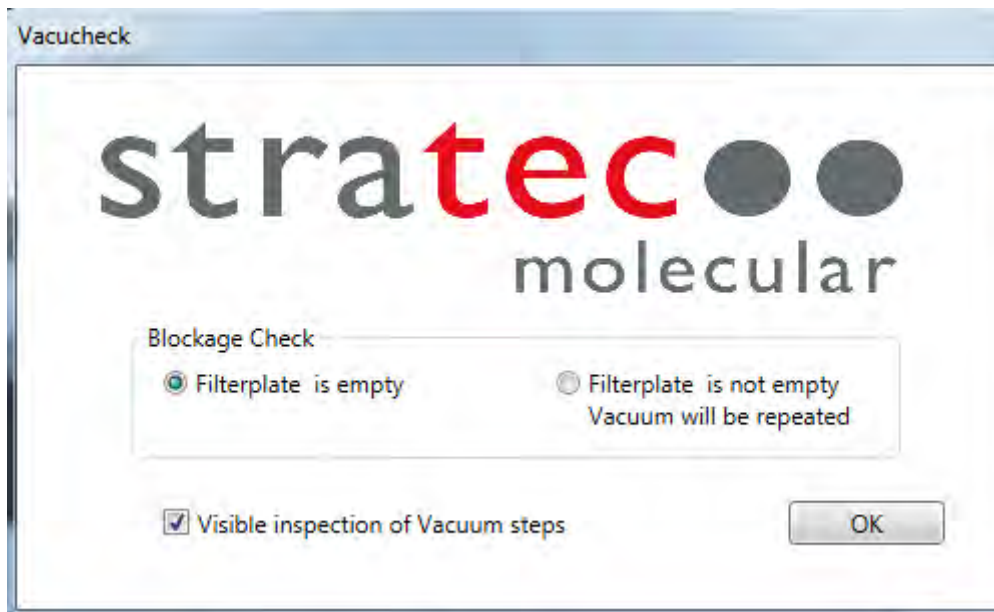 Vacucheck
stratec
molecular
Blockage Check
Filterplate is empty
Filterplate is not empty
Vacuum will be repeated
Visible inspection of Vacuum steps
OK